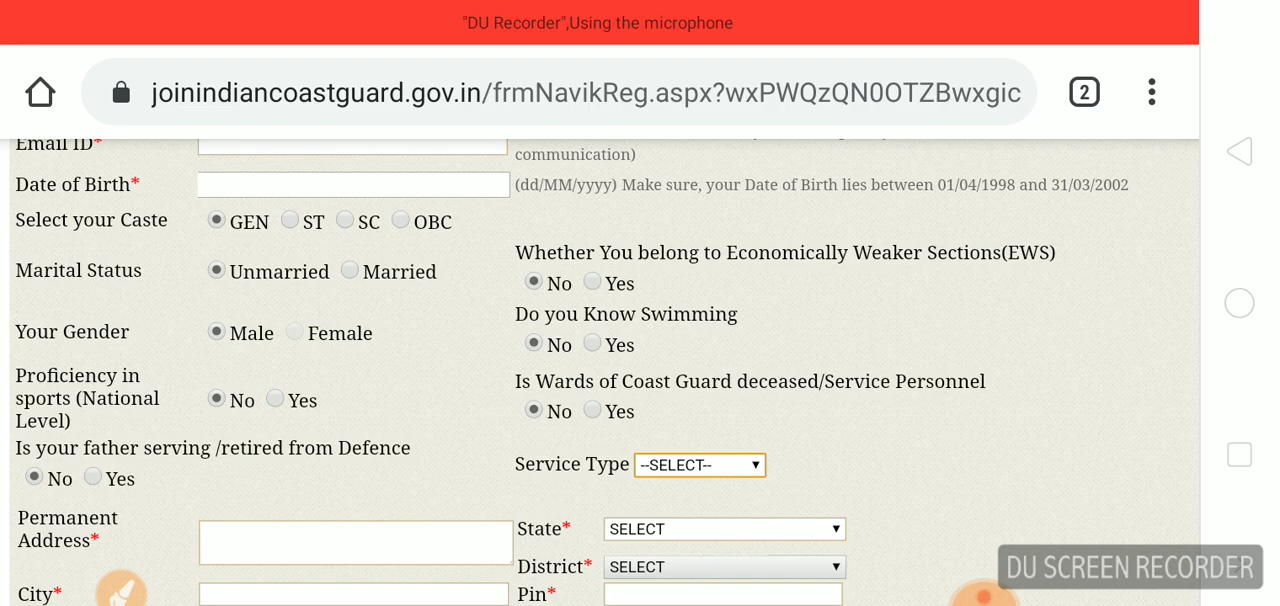 "DU Recorder",Using the microphone
joinindiancoastguard.gov.in/frmNavikReg.aspx?wxPWQzQN0OTZBwxgic
2
Email ID*
communication)
Date of Birth*
(dd/MM/yyyy) Make sure, your Date of Birth lies between 01/04/1998 and 31/03/2002
Select your Caste
GEN ST SC OBC
Whether You belong to Economically Weaker Sections(EWS)
Marital Status
Unmarried Married
No Yes
Do you Know Swimming
Your Gender
Male Female
No Yes
Proficiency in
sports (National
Level)
No Yes
Is Wards of Coast Guard deceased/Service Personnel
No Yes
Is your father serving /retired from Defence
No Yes
Service Type --SELECT--
Permanent
Address*
State* SELECT
District* SELECT
City*
Pin*
DU SCREEN RECORDER